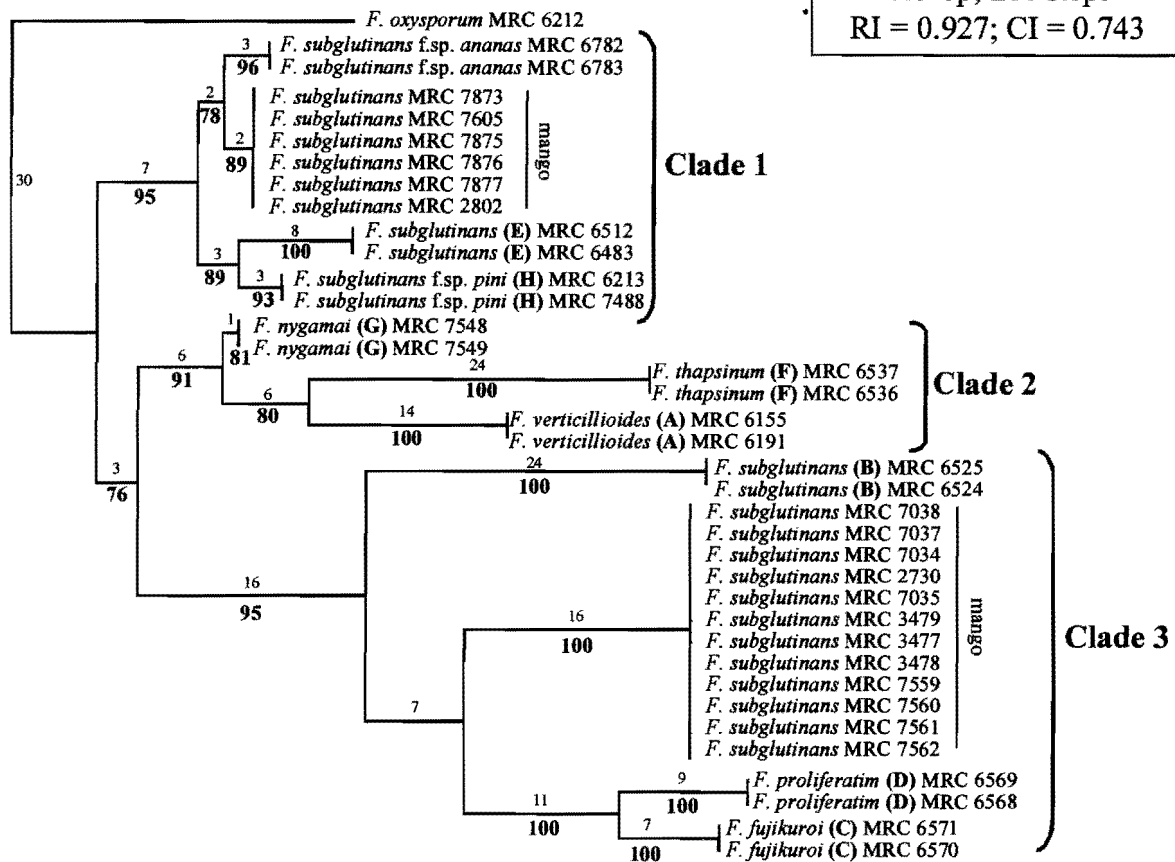 RI = 0.927; CI = 0.743
F. oxysporum MRC 6212
30
3
96
F. subglutinans f.sp. ananas MRC 6782
F. subglutinans f.sp. ananas MRC 6783
2
78
F. subglutinans MRC 7873
F. subglutinans MRC 7605
F. subglutinans MRC 7875
F. subglutinans MRC 7876
F. subglutinans MRC 7877
F. subglutinans MRC 2802
mango
2
89
7
95
Clade 1
8
100
F. subglutinans (E) MRC 6512
F. subglutinans (E) MRC 6483
3
89
3
93
F. subglutinans f.sp. pini (H) MRC 6213
F. subglutinans f.sp. pini (H) MRC 7488
1
81
F. nygamai (G) MRC 7548
F. nygamai (G) MRC 7549
6
91
24
100
F. thapsinum (F) MRC 6537
F. thapsinum (F) MRC 6536
Clade 2
6
80
14
100
F. verticillioides (A) MRC 6155
F. verticillioides (A) MRC 6191
3
76
24
100
F. subglutinans (B) MRC 6525
F. subglutinans (B) MRC 6524
F. subglutinans MRC 7038
F. subglutinans MRC 7037
F. subglutinans MRC 7034
F. subglutinans MRC 2730
F. subglutinans MRC 7035
F. subglutinans MRC 3479
F. subglutinans MRC 3477
F. subglutinans MRC 3478
F. subglutinans MRC 7559
F. subglutinans MRC 7560
F. subglutinans MRC 7561
F. subglutinans MRC 7562
mango
16
95
16
100
Clade 3
7
11
100
9
100
F. proliferatim (D) MRC 6569
F. proliferatim (D) MRC 6568
7
100
F. fujikuroi (C) MRC 6571
F. fujikuroi (C) MRC 6570